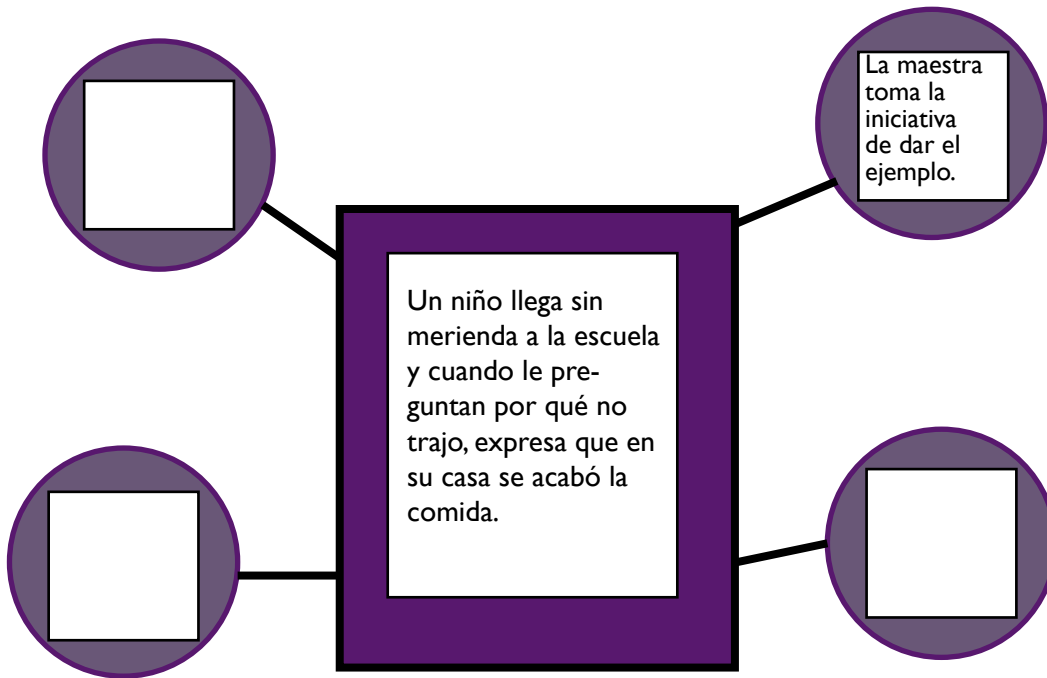 La maestra
toma la
iniciativa
de dar el
ejemplo.
Un niño llega sin
merienda a la escuela
y cuando le pre-
guntan por qué no
trajo, expresa que en
su casa se acabó la
comida.